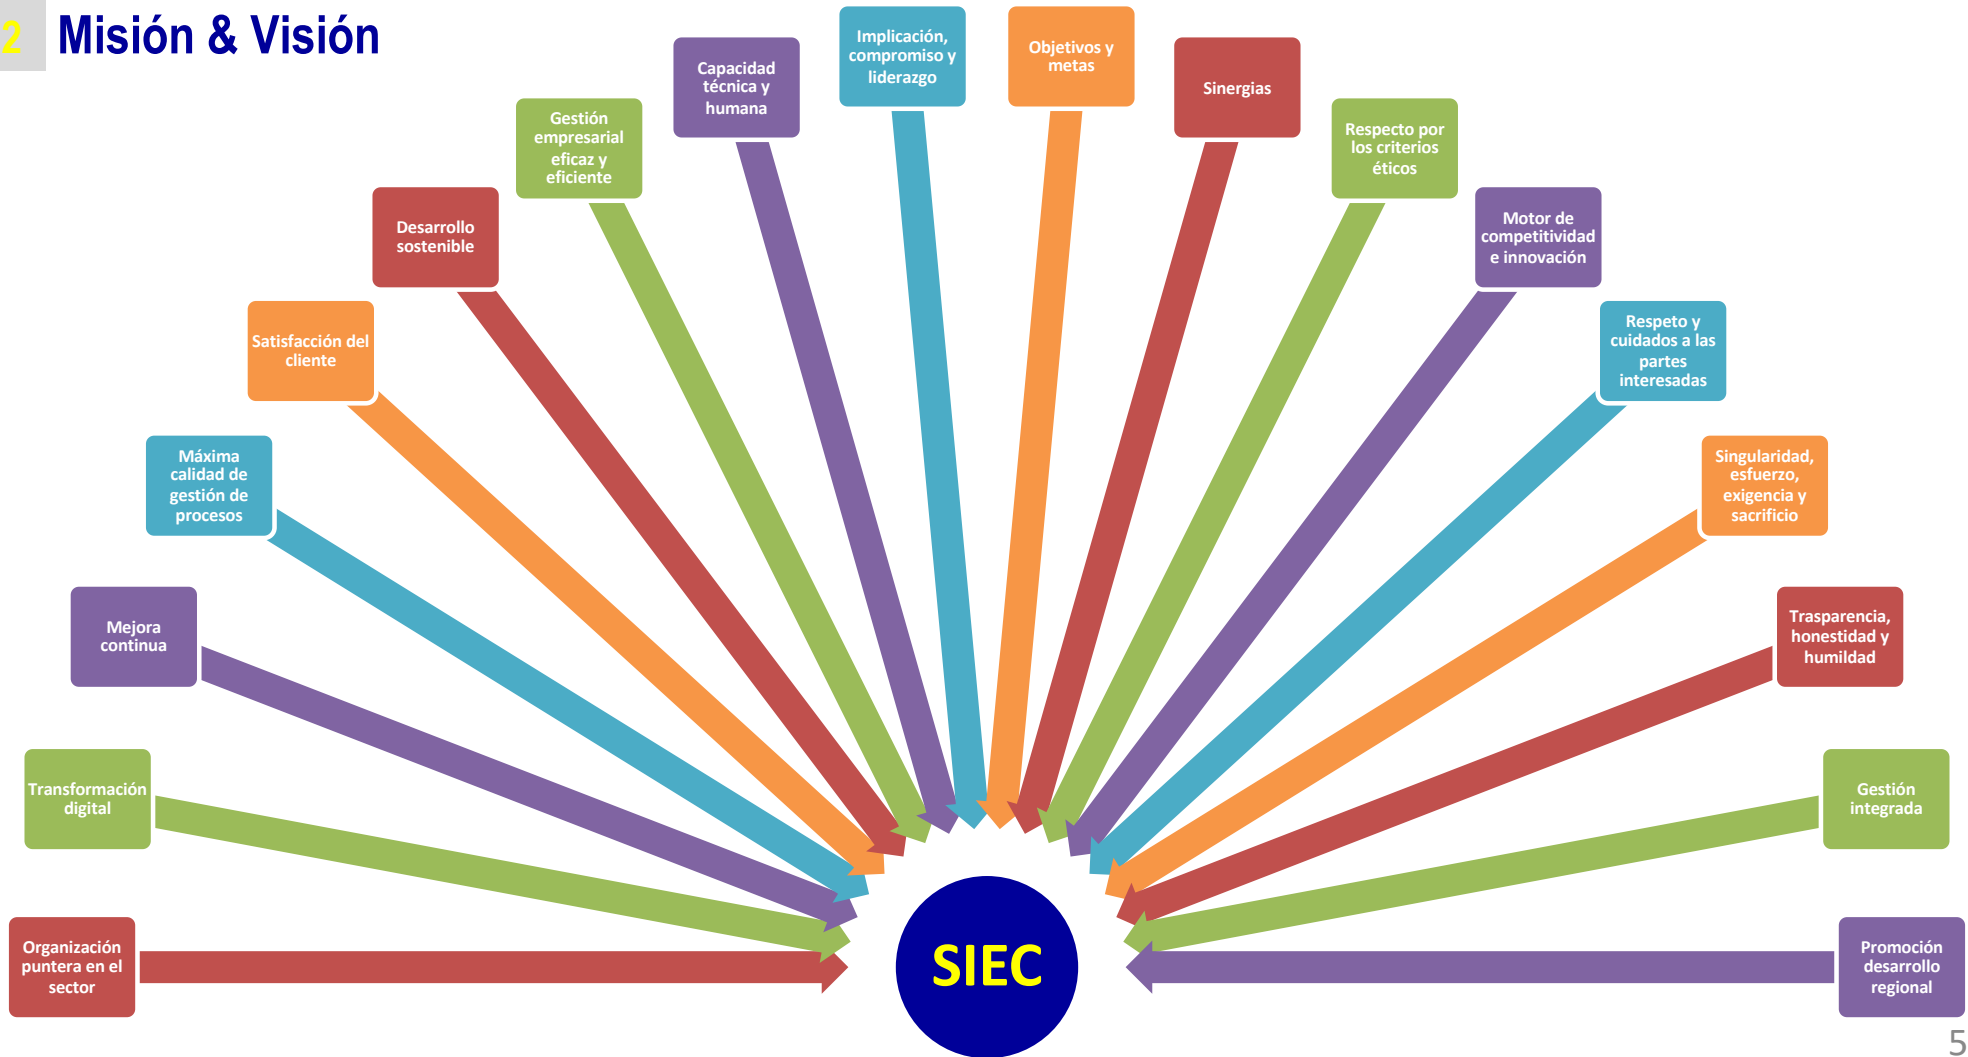 2 Misión & Visión
Organización
puntera en el
sector
Transformación
digital
Mejora
continua
Máxima
calidad de
gestión de
procesos
Satisfacción del
cliente
Desarrollo
sostenible
Gestión
empresarial
eficaz y
eficiente
Capacidad
técnica y
humana
Implicación,
compromiso y
liderazgo
Objetivos y
metas
Sinergias
Respecto por
los criterios
éticos
Motor de
competitividad
e innovación
Respeto y
cuidados a las
partes
interesadas
Singularidad,
esfuerzo,
exigencia y
sacrificio
Trasparencia,
honestidad y
humildad
Gestión
integrada
Promoción
desarrollo
regional
SIEC
5